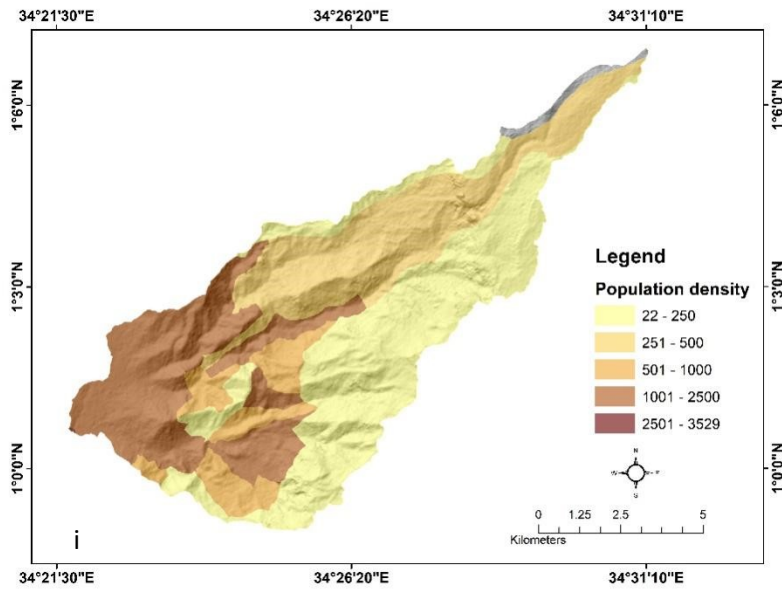 34°21'30"E 34°26'20"E 34°31'10"E
1°6'0"N 1°6'0"N
1°3'0"N 1°3'0"N
Legend
Population density
22 - 250
251 - 500
501 - 1000
1001 - 2500
2501 - 3529
1°0'0"N 1°0'0"N
N
W E
S
0 1.25 2.5 5
Kilometers
i
34°21'30"E 34°26'20"E 34°31'10"E